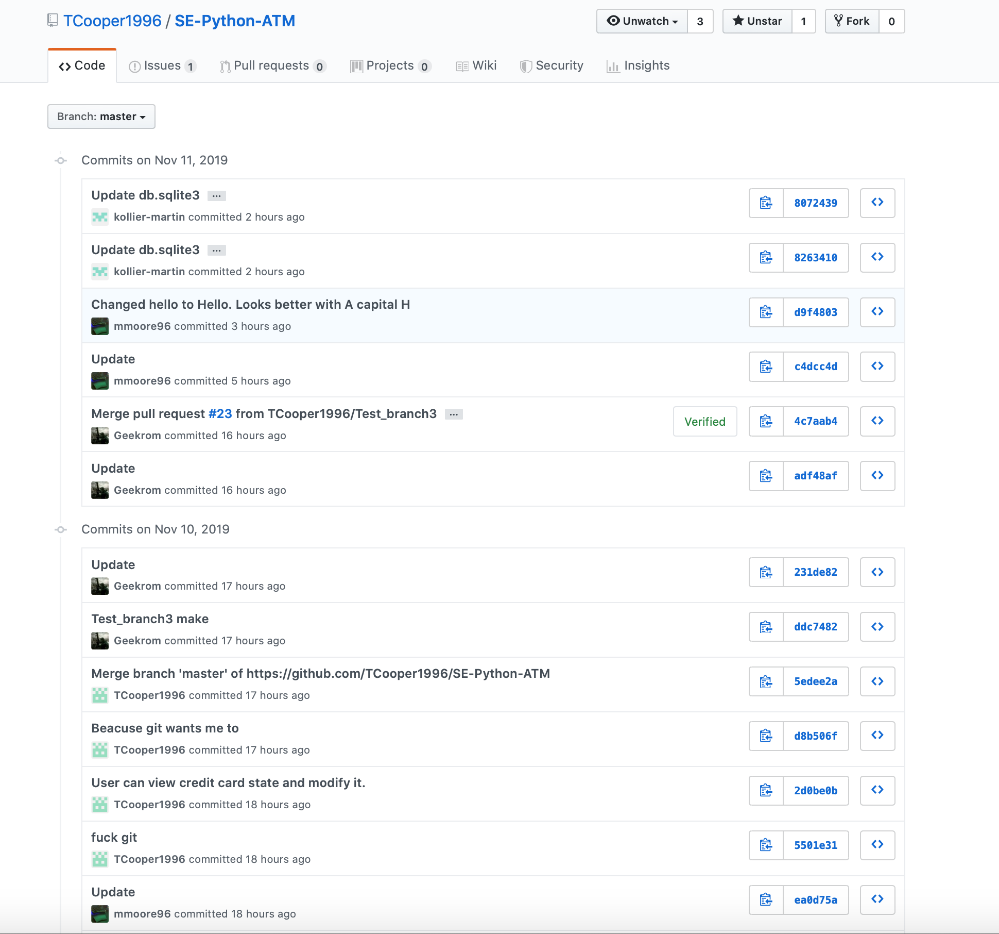 TCooper1996 / SE-Python-ATM
Unwatch 3 Unstar 1 Fork 0
Code Issues 1 Pull requests 0 Projects 0 Wiki Security Insights
Branch: master
Commits on Nov 11, 2019
Update db.sqlite3 ...
kollier-martin committed 2 hours ago
8072439
Update db.sqlite3 ...
kollier-martin committed 2 hours ago
8263410
Changed hello to Hello. Looks better with A capital H
mmoore96 committed 3 hours ago
d9f4803
Update
mmoore96 committed 5 hours ago
c4dcc4d
Merge pull request #23 from TCooper1996/Test_branch3 ...
Geekrom committed 16 hours ago
Verified 4c7aab4
Update
Geekrom committed 16 hours ago
adf48af
Commits on Nov 10, 2019
Update
Geekrom committed 17 hours ago
231de82
Test_branch3 make
Geekrom committed 17 hours ago
ddc7482
Merge branch 'master' of https://github.com/TCooper1996/SE-Python-ATM
TCooper1996 committed 17 hours ago
5edee2a
Beacuse git wants me to
TCooper1996 committed 17 hours ago
d8b506f
User can view credit card state and modify it.
TCooper1996 committed 18 hours ago
2d0be0b
fuck git
TCooper1996 committed 18 hours ago
5501e31
Update
mmoore96 committed 18 hours ago
ea0d75a